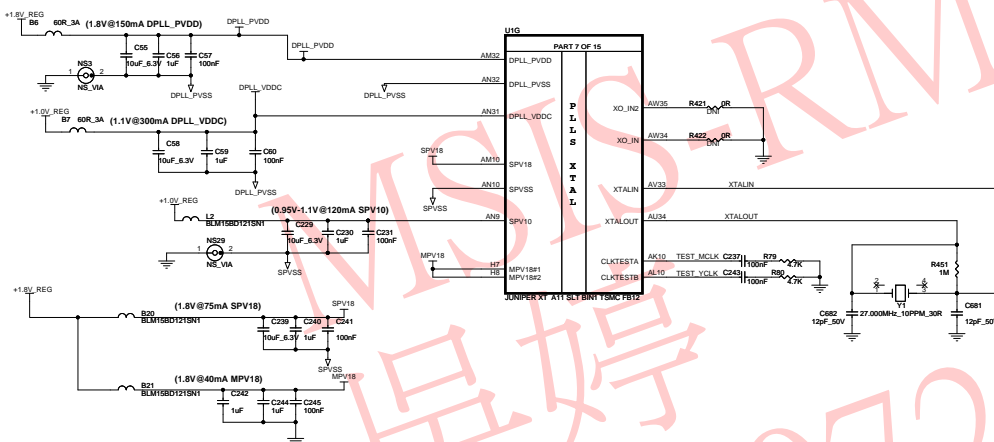 +1.8V_REG
B6 60R_3A (1.8V@150mA DPLL_PVDD)
DPLL_PVDD
DPLL_PVDD
C55 10uF_6.3V
C56 1uF
C57 100nF
NS3
1 2
NS_VIA
DPLL_PVSS
DPLL_PVSS
+1.0V_REG
B7 60R_3A (1.1V@300mA DPLL_VDDC)
DPLL_VDDC
C58 10uF_6.3V
C59 1uF
C60 100nF
DPLL_PVSS
+1.0V_REG
L2
BLM15BD121SN1
(0.95V-1.1V@120mA SPV10)
C229 10uF_6.3V
C230 1uF
C231 100nF
NS29
1 2
NS_VIA
SPVSS
+1.8V_REG
B20
BLM15BD121SN1
(1.8V@75mA SPV18)
SPV18
C239 10uF_6.3V
C240 1uF
C241 100nF
SPVSS
B21
BLM15BD121SN1
(1.8V@40mA MPV18)
MPV18
C242 1uF
C244 1uF
C245 100nF
SPV18
SPVSS
MPV18
U1G
PART 7 OF 15
AM32 DPLL_PVDD
AN32 DPLL_PVSS
AN31 DPLL_VDDC
AM10 SPV18
AN10 SPVSS
AN9 SPV10
H7 MPV18#1
H8 MPV18#2
PLLS XTAL
XO_IN2 AW35 R421 0R DNI
XO_IN AW34 R422 0R DNI
XTALIN AV33 XTALIN
XTALOUT AU34 XTALOUT
CLKTESTA AK10 TEST_MCLK C237 100nF R79 4.7K
CLKTESTB AL10 TEST_YCLK C243 100nF R80 4.7K
JUNIPER XT A11 SLT BIN1 TSMC FB12
R451
1M
Y1
27.000MHz_10PPM_30R
C682
12pF_50V
C681
12pF_50V
MSIS-RM